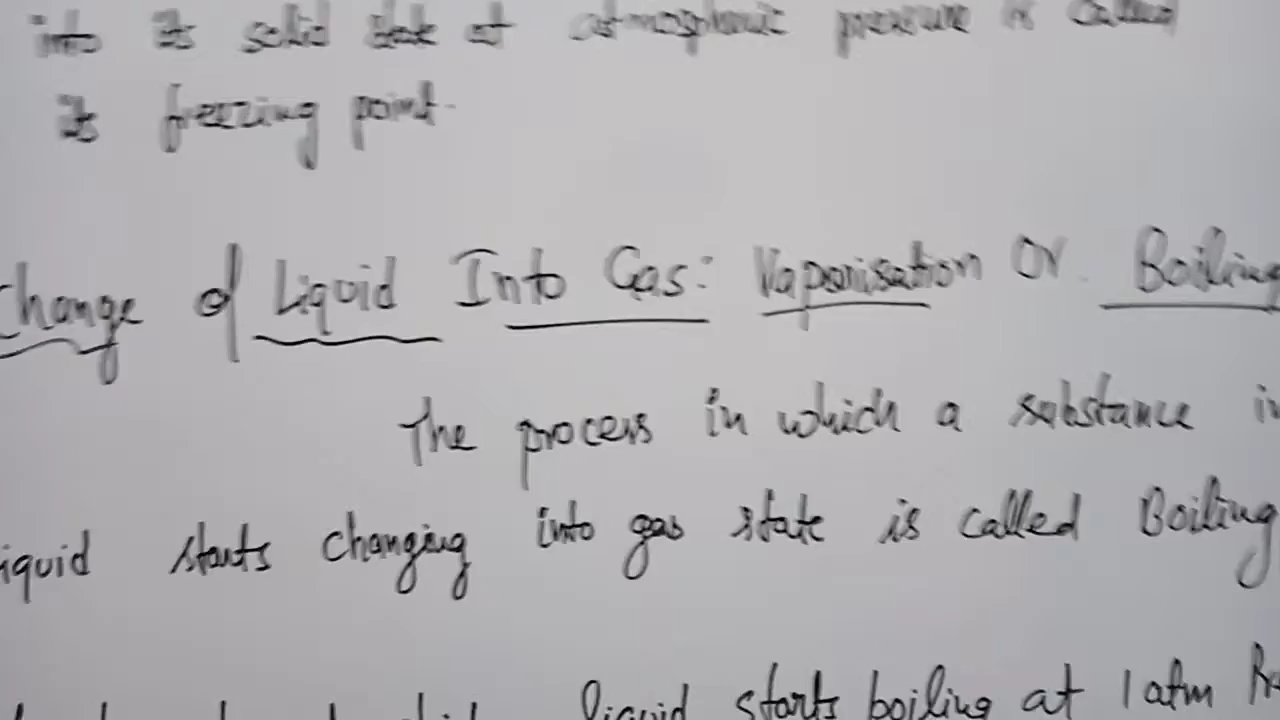 into its solid state at atmospheric pressure is called
its freezing point.
Change of Liquid Into Gas: Vaporisation Or Boiling
The process in which a substance in
liquid starts changing into gas state is called Boiling
liquid starts boiling at 1 atm